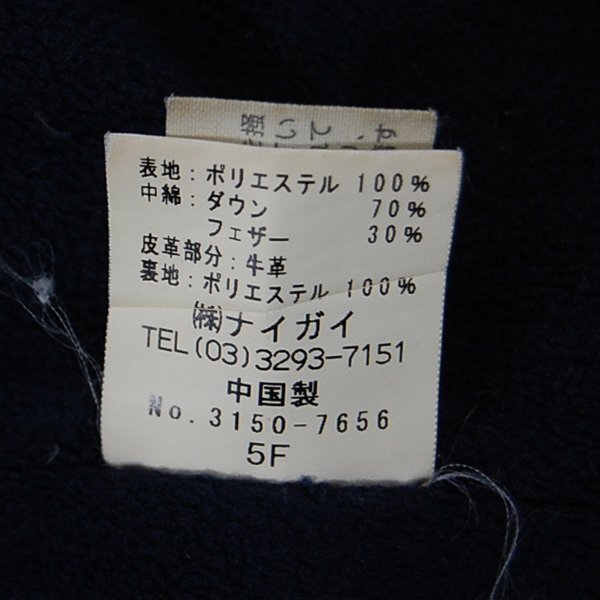 表地:ポリエステル 100%
中綿:ダウン 70%
フェザー 30%
皮革部分:牛革
裏地:ポリエステル 100%
㈱ナイガイ
TEL(03)3293-7151
中国製
No.3150-7656
5F